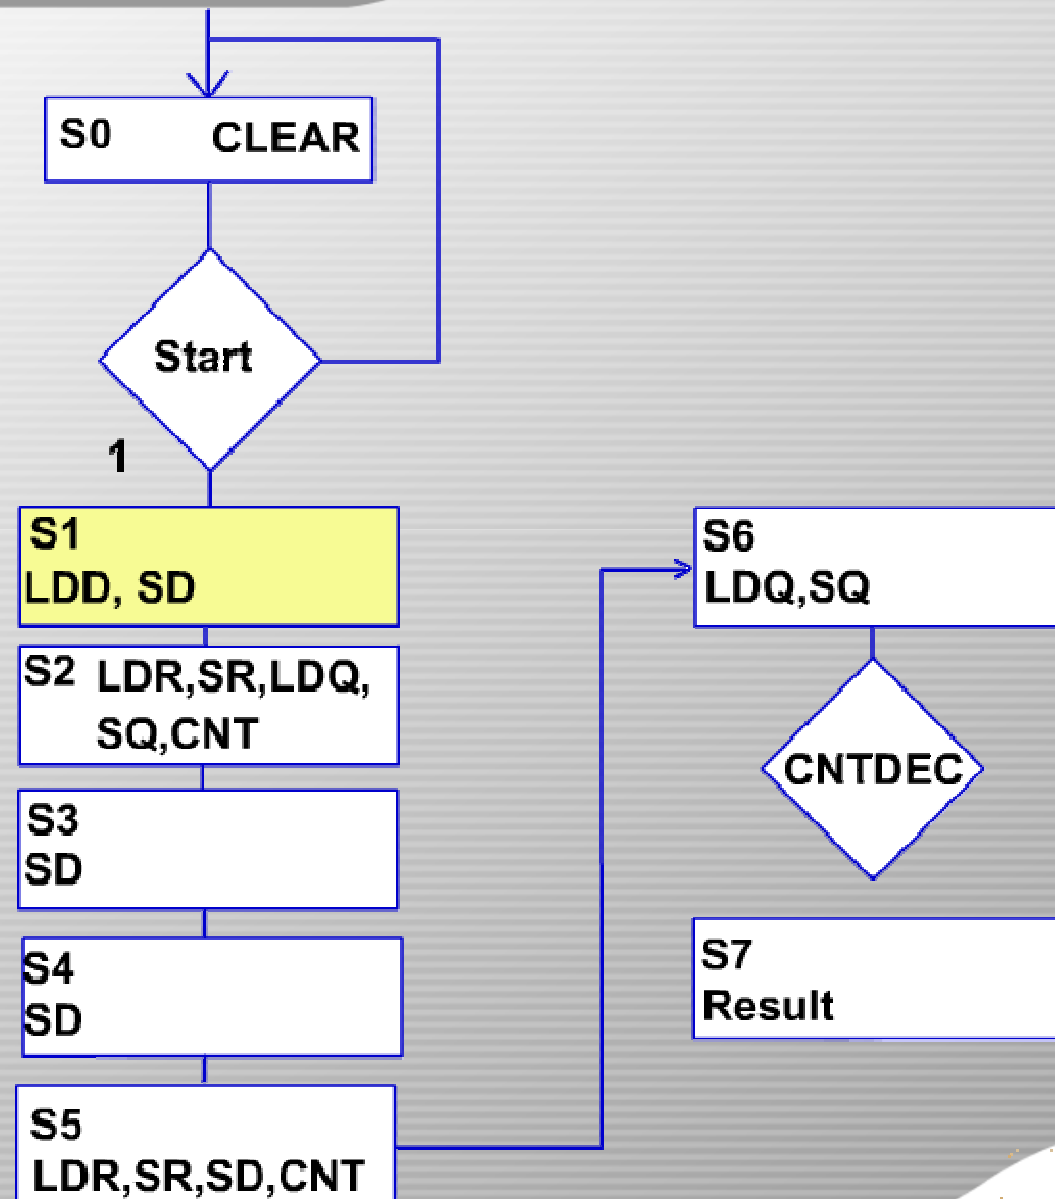 S0 CLEAR
Start
1
S1
LDD, SD
S2 LDR,SR,LDQ,
SQ,CNT
S3
SD
S4
SD
S5
LDR,SR,SD,CNT
S6
LDQ,SQ
CNTDEC
S7
Result